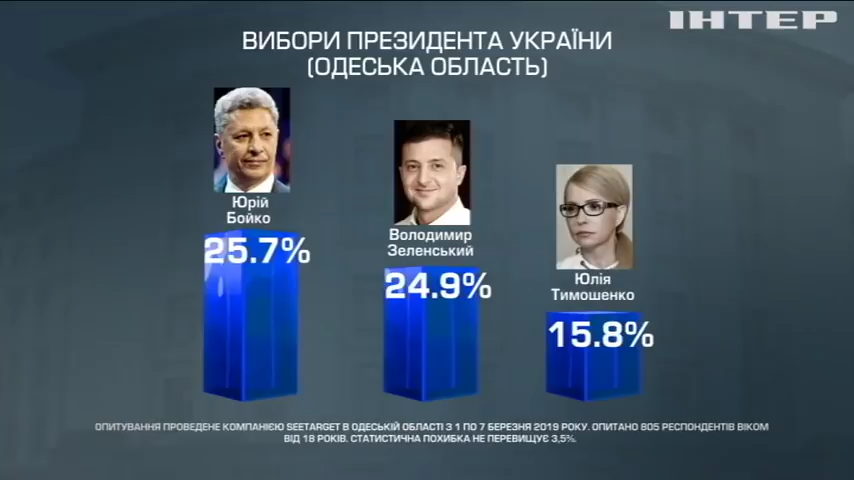 ІНТЕР
ВИБОРИ ПРЕЗИДЕНТА УКРАЇНИ
(ОДЕСЬКА ОБЛАСТЬ)
Юрій
Бойко
25.7%
Володимир
Зеленський
24.9%
Юлія
Тимошенко
15.8%
ОПИТУВАННЯ ПРОВЕДЕНЕ КОМПАНІЄЮ SEETARGET В ОДЕСЬКІЙ ОБЛАСТІ З 1 ПО 7 БЕРЕЗНЯ 2019 РОКУ. ОПИТАНО 805 РЕСПОНДЕНТІВ ВІКОМ
ВІД 18 РОКІВ. СТАТИСТИЧНА ПОХИБКА НЕ ПЕРЕВИЩУЄ 3,5%.